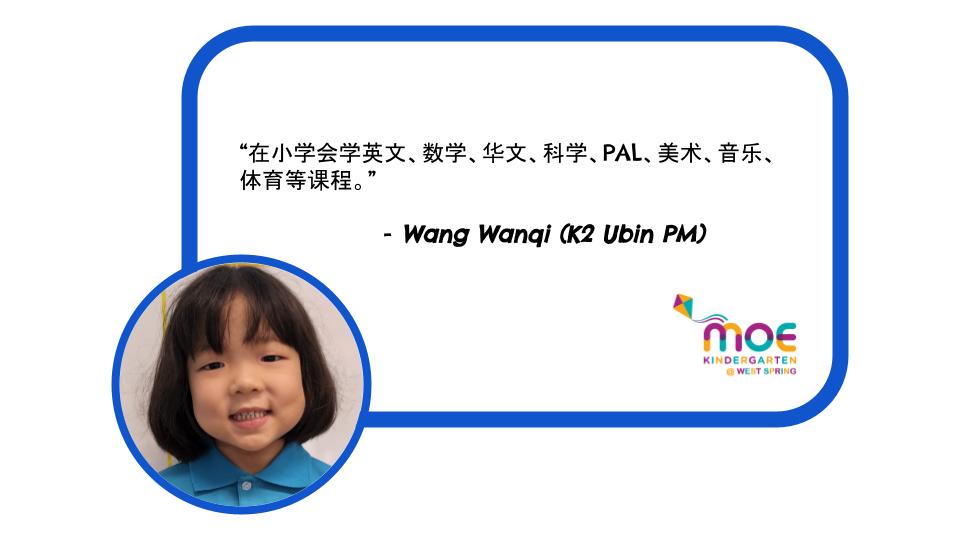 “在小学会学英文、数学、华文、科学、PAL、美术、音乐、
体育等课程。”
- Wang Wanqi (K2 Ubin PM)
moe
KINDERGARTEN
@ WEST SPRING